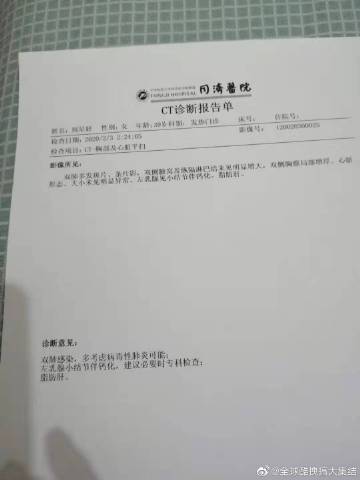 同濟醫院
TONGJI HOSPITAL
CT诊断报告单
姓名: 性别: 女 年龄: 39岁 科别: 发热门诊 床号: 住院号:
检查日期: 2020/2/3 2:24:05 影像号:
检查项目: CT-胸部及心脏平扫
影像所见:
双肺多发斑片、条片影, 双侧腋窝及纵隔淋巴结未见明显增大, 双侧胸膜局部增厚, 心脏
形态、大小未见明显异常。左乳腺见小结节伴钙化。脂肪肝。
诊断意见:
双肺感染, 多考虑病毒性肺炎可能;
左乳腺小结节伴钙化, 建议必要时专科检查;
脂肪肝。
@全球酷拽搞大集结